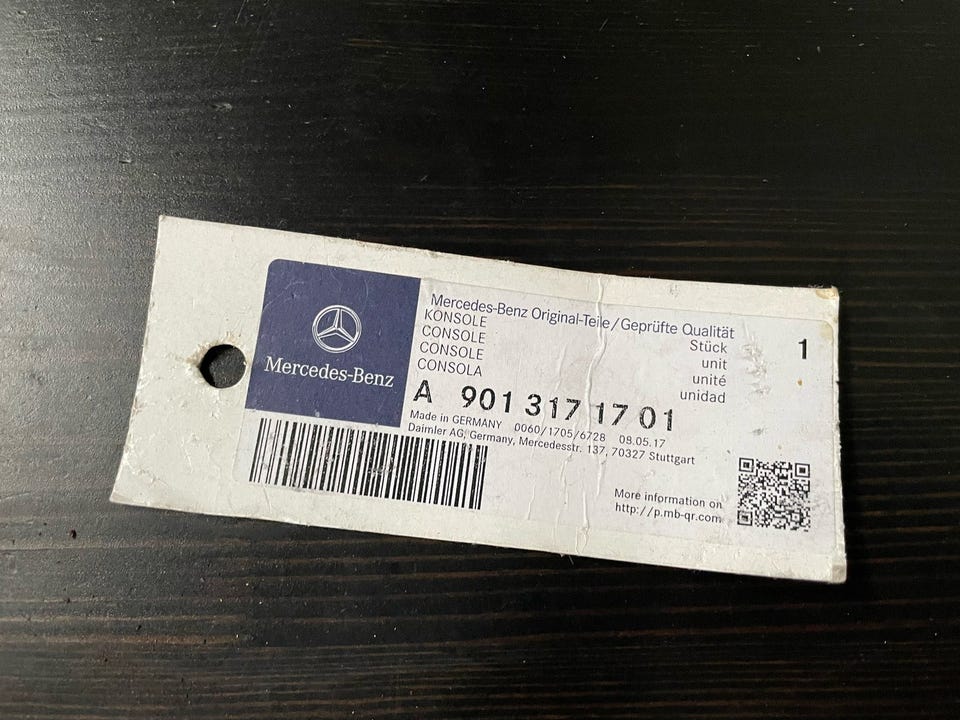 Mercedes-Benz
Mercedes-Benz Original-Teile/Geprüfte Qualität
KONSOLE Stück 1
CONSOLE unit
CONSOLE unité
CONSOLA unidad
A 901 317 17 01
Made in GERMANY 0060/1705/6728 08.05.17
Daimler AG, Germany, Mercedesstr. 137, 70327 Stuttgart
More information on
http://p.mb-qr.com